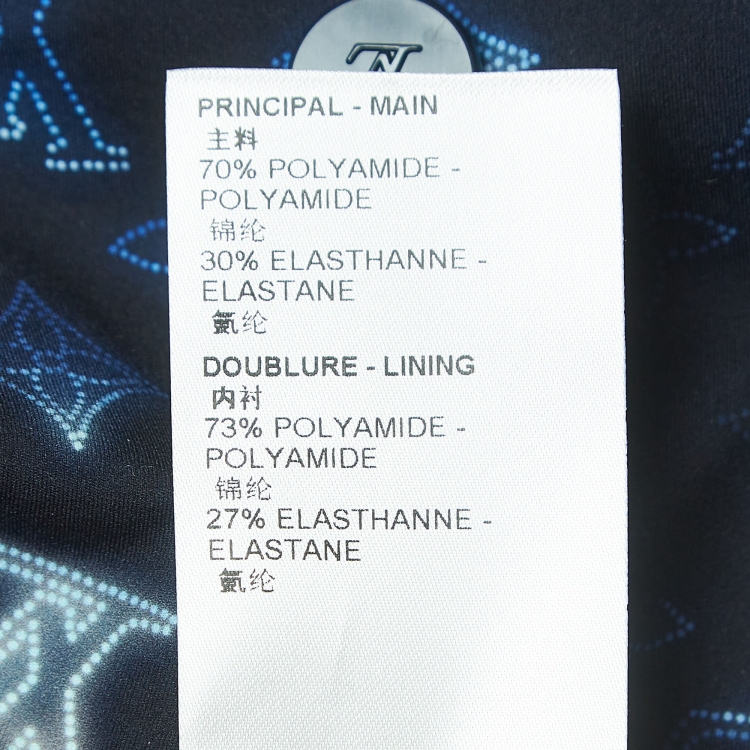 PRINCIPAL - MAIN
主料
70% POLYAMIDE -
POLYAMIDE
锦纶
30% ELASTHANNE -
ELASTANE
氨纶
DOUBLURE - LINING
内衬
73% POLYAMIDE -
POLYAMIDE
锦纶
27% ELASTHANNE -
ELASTANE
氨纶